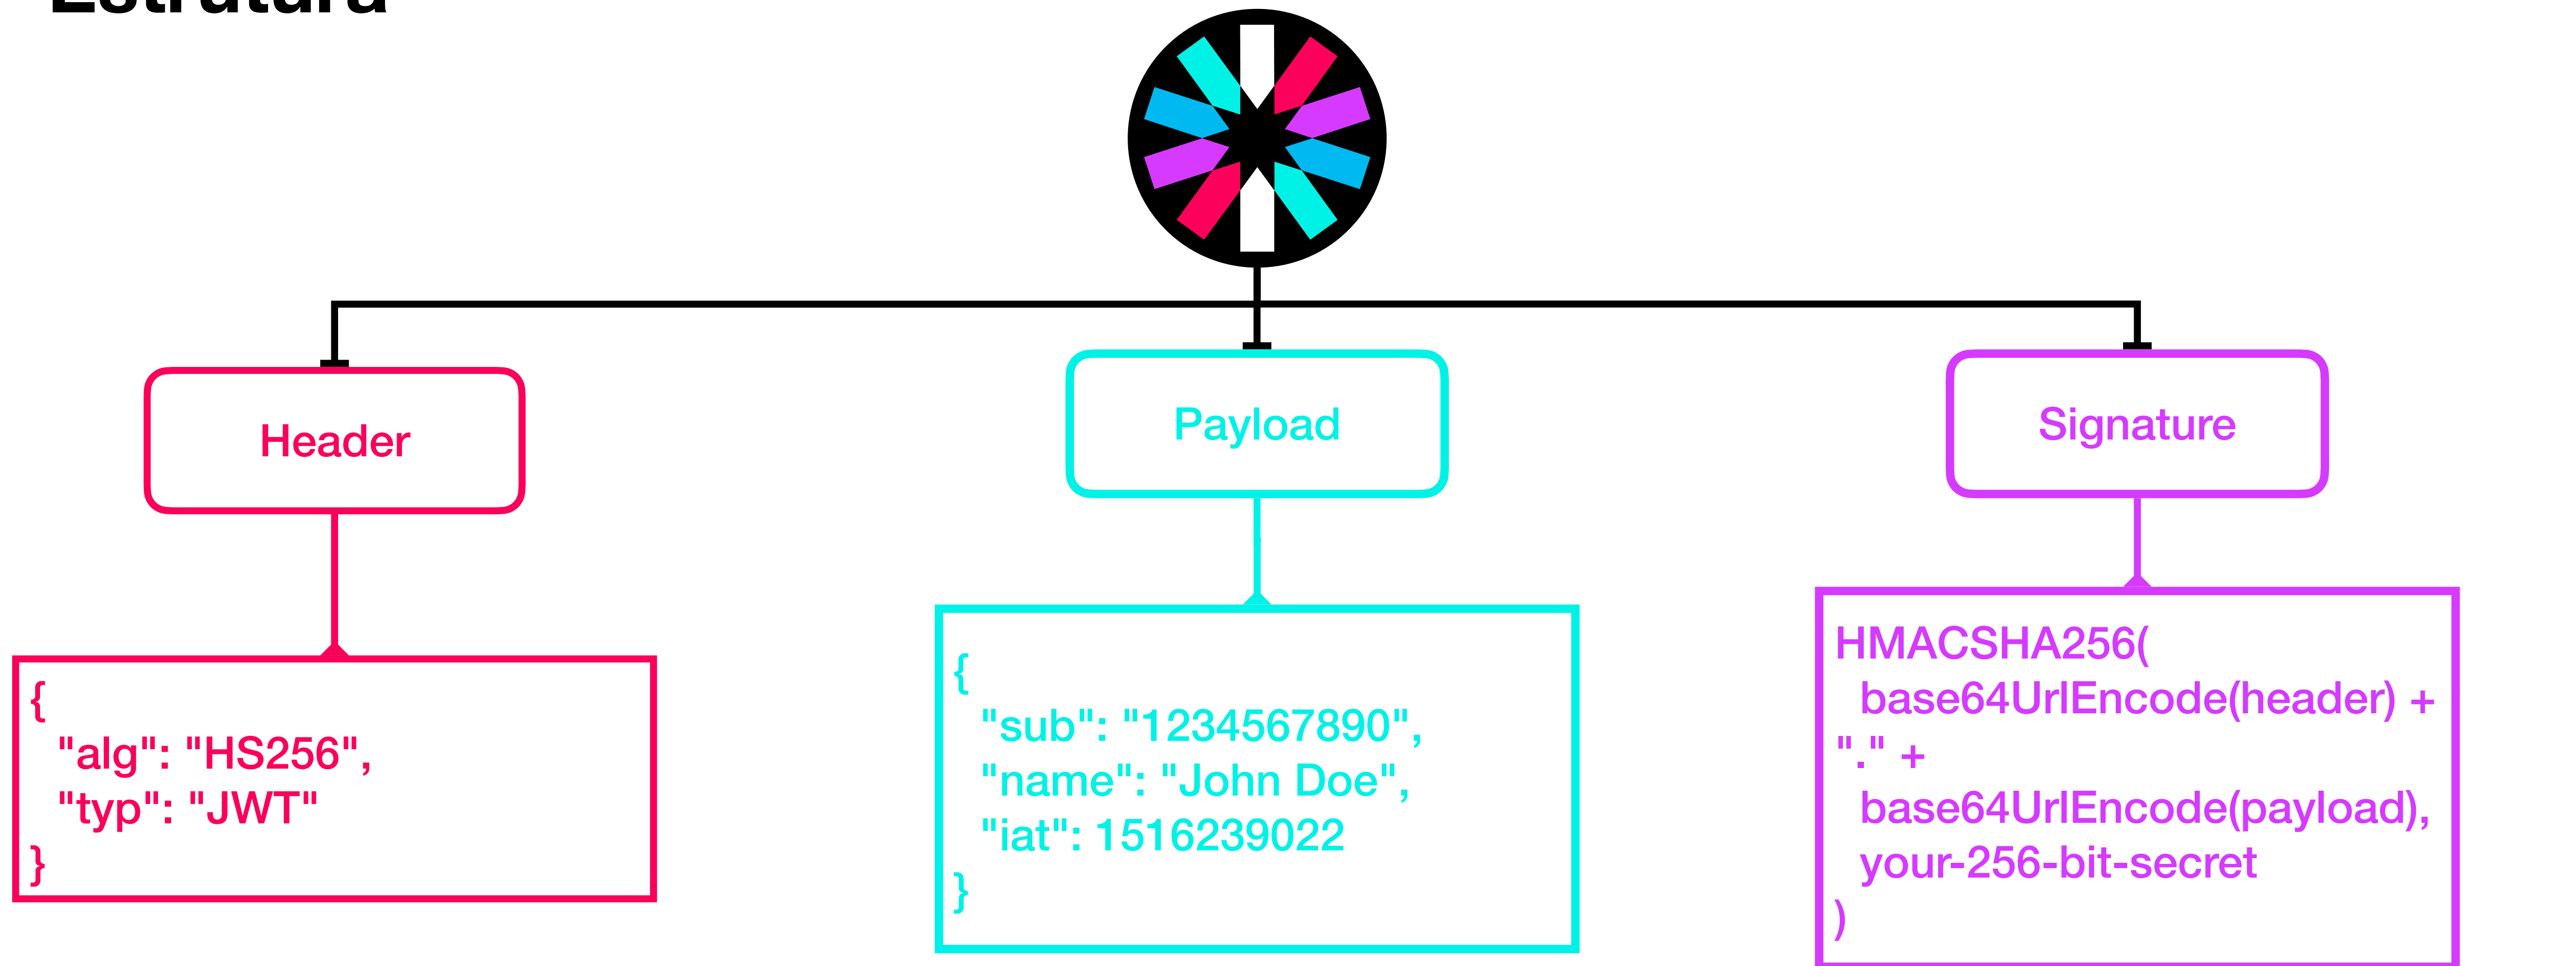 Estrutura
Header
Payload
Signature
{
"alg": "HS256",
"typ": "JWT"
}
{
"sub": "1234567890",
"name": "John Doe",
"iat": 1516239022
}
HMACSHA256(
base64UrlEncode(header) +
"." +
base64UrlEncode(payload),
your-256-bit-secret
)